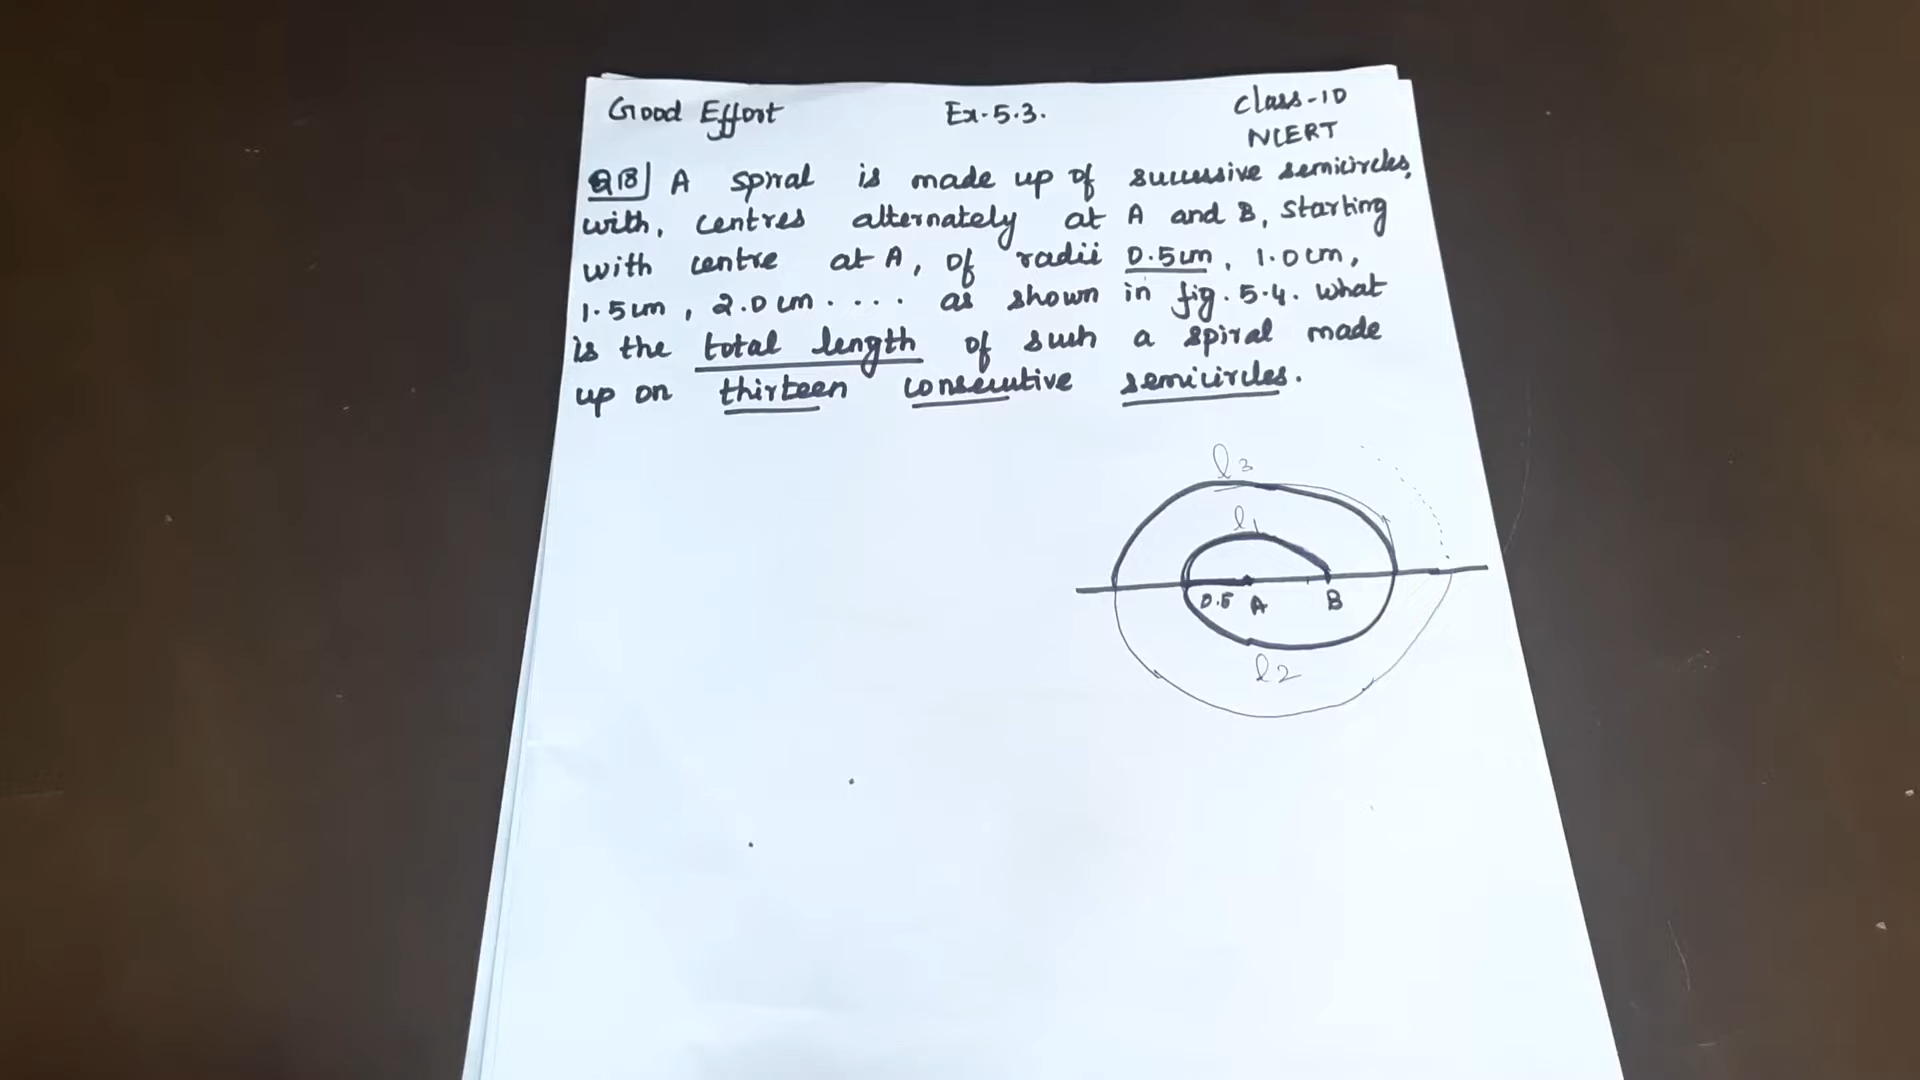 Good Effort Ex-5.3. Class-10
NCERT
Q18 A spiral is made up of successive semicircles,
with, centres alternately at A and B, starting
with centre at A, of radii 0.5cm, 1.0cm,
1.5cm, 2.0cm.... as shown in fig. 5.4. what
is the total length of such a spiral made
up on thirteen consecutive semicircles.
l3
l1
0.5 A B
l2